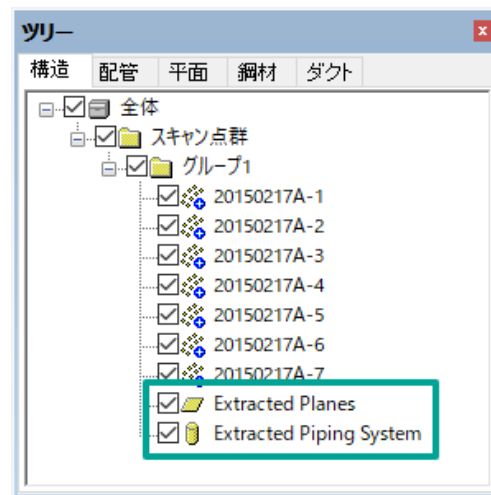 ツリー
構造 配管 平面 鋼材 ダクト
全体
スキャン点群
グループ1
20150217A-1
20150217A-2
20150217A-3
20150217A-4
20150217A-5
20150217A-6
20150217A-7
Extracted Planes
Extracted Piping System